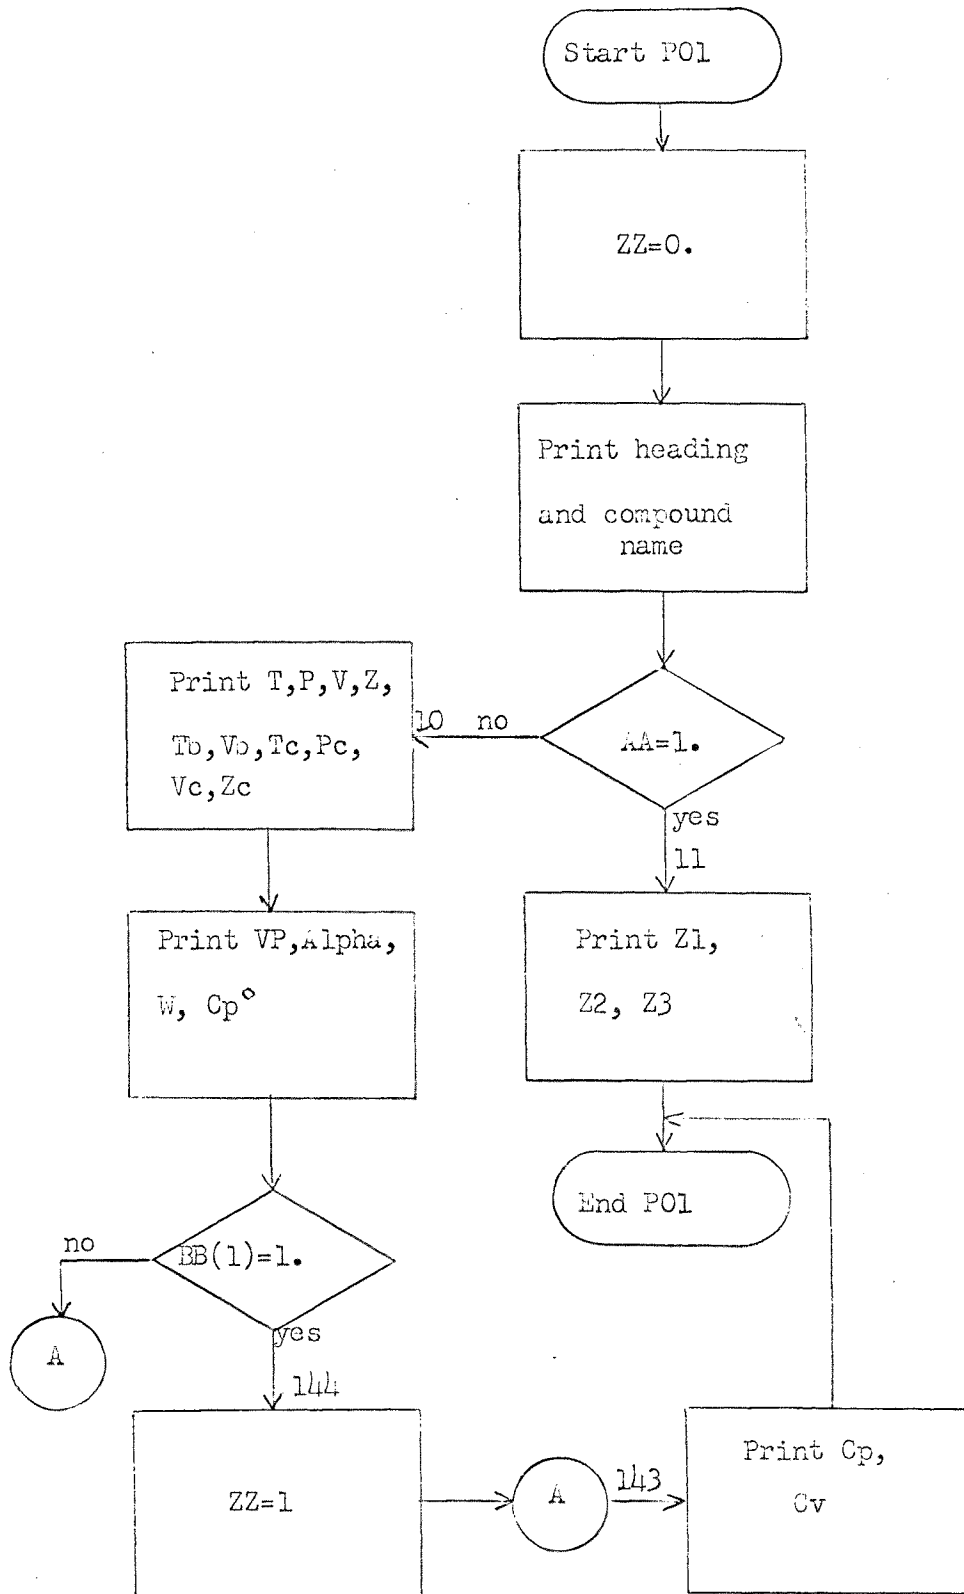 Start PO1
ZZ=0.
Print heading
and compound
name
AA=1.
10 no
yes
11
Print T,P,V,Z,
Tb,Vb,Tc,Pc,
Vc,Zc
Print Z1,
Z2, Z3
Print VP,Alpha,
W, Cp°
End PO1
BB(1)=1.
no
yes
A
144
ZZ=1
A
143
Print Cp,
Cv